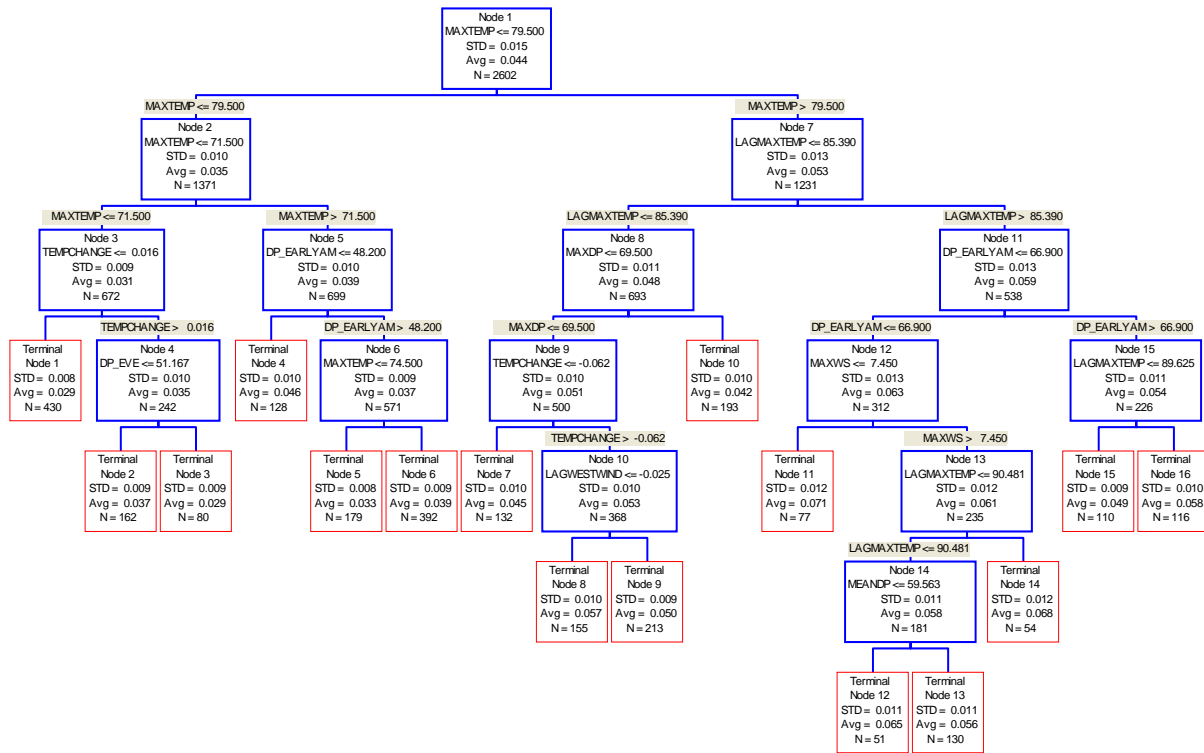 Node 1
MAXTEMP <= 79.500
STD = 0.015
Avg = 0.044
N = 2602
MAXTEMP <= 79.500
MAXTEMP > 79.500
Node 2
MAXTEMP <= 71.500
STD = 0.010
Avg = 0.035
N = 1371
Node 7
LAGMAXTEMP <= 85.390
STD = 0.013
Avg = 0.053
N = 1231
MAXTEMP <= 71.500
MAXTEMP > 71.500
LAGMAXTEMP <= 85.390
LAGMAXTEMP > 85.390
Node 3
TEMPCHANGE <= 0.016
STD = 0.009
Avg = 0.031
N = 672
Node 5
DP_EARLYAM <= 48.200
STD = 0.010
Avg = 0.039
N = 699
Node 8
MAXDP <= 69.500
STD = 0.011
Avg = 0.048
N = 693
Node 11
DP_EARLYAM <= 66.900
STD = 0.013
Avg = 0.059
N = 538
TEMPCHANGE > 0.016
DP_EARLYAM > 48.200
MAXDP <= 69.500
DP_EARLYAM <= 66.900
DP_EARLYAM > 66.900
Terminal
Node 1
STD = 0.008
Avg = 0.029
N = 430
Node 4
DP_EVE <= 51.167
STD = 0.010
Avg = 0.035
N = 242
Terminal
Node 4
STD = 0.010
Avg = 0.046
N = 128
Node 6
MAXTEMP <= 74.500
STD = 0.009
Avg = 0.037
N = 571
Node 9
TEMPCHANGE <= -0.062
STD = 0.010
Avg = 0.051
N = 500
Terminal
Node 10
STD = 0.010
Avg = 0.042
N = 193
Node 12
MAXWS <= 7.450
STD = 0.013
Avg = 0.063
N = 312
Node 15
LAGMAXTEMP <= 89.625
STD = 0.011
Avg = 0.054
N = 226
TEMPCHANGE > -0.062
MAXWS > 7.450
Terminal
Node 2
STD = 0.009
Avg = 0.037
N = 162
Terminal
Node 3
STD = 0.009
Avg = 0.029
N = 80
Terminal
Node 5
STD = 0.008
Avg = 0.033
N = 179
Terminal
Node 6
STD = 0.009
Avg = 0.039
N = 392
Terminal
Node 7
STD = 0.010
Avg = 0.045
N = 132
Node 10
LAGWESTWIND <= -0.025
STD = 0.010
Avg = 0.053
N = 368
Terminal
Node 11
STD = 0.012
Avg = 0.071
N = 77
Node 13
LAGMAXTEMP <= 90.481
STD = 0.012
Avg = 0.061
N = 235
Terminal
Node 15
STD = 0.009
Avg = 0.049
N = 110
Terminal
Node 16
STD = 0.010
Avg = 0.058
N = 116
LAGMAXTEMP <= 90.481
Terminal
Node 8
STD = 0.010
Avg = 0.057
N = 155
Terminal
Node 9
STD = 0.009
Avg = 0.050
N = 213
Node 14
MEANDP <= 59.563
STD = 0.011
Avg = 0.058
N = 181
Terminal
Node 14
STD = 0.012
Avg = 0.068
N = 54
Terminal
Node 12
STD = 0.011
Avg = 0.065
N = 51
Terminal
Node 13
STD = 0.011
Avg = 0.056
N = 130